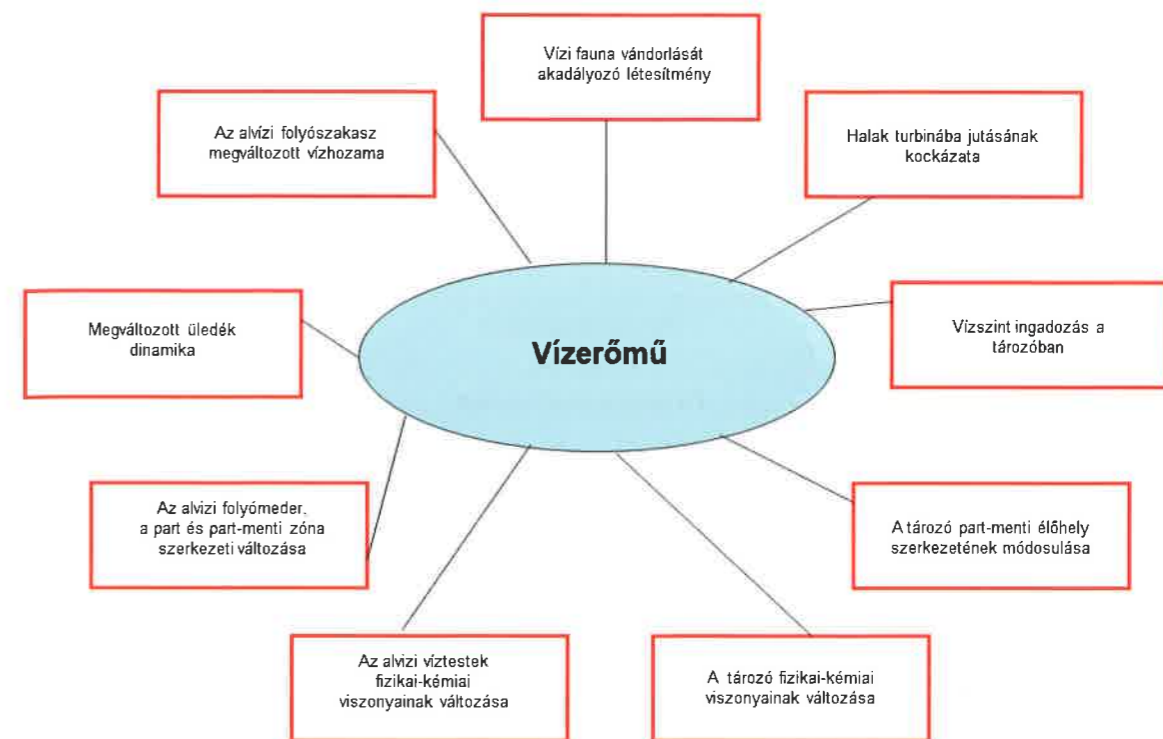 Vízi fauna vándorlását
akadályozó létesítmény
Az alvízi folyószakasz
megváltozott vízhozama
Halak turbinába jutásának
kockázata
Megváltozott üledék
dinamika
Vízszint ingadozás a
tározóban
Vízerőmű
Az alvizi folyómeder,
a part és part-menti zóna
szerkezeti változása
A tározó part-menti élőhely
szerkezetének módosulása
Az alvizi víztestek
fizikai-kémiai
viszonyainak változása
A tározó fizikai-kémiai
viszonyainak változása